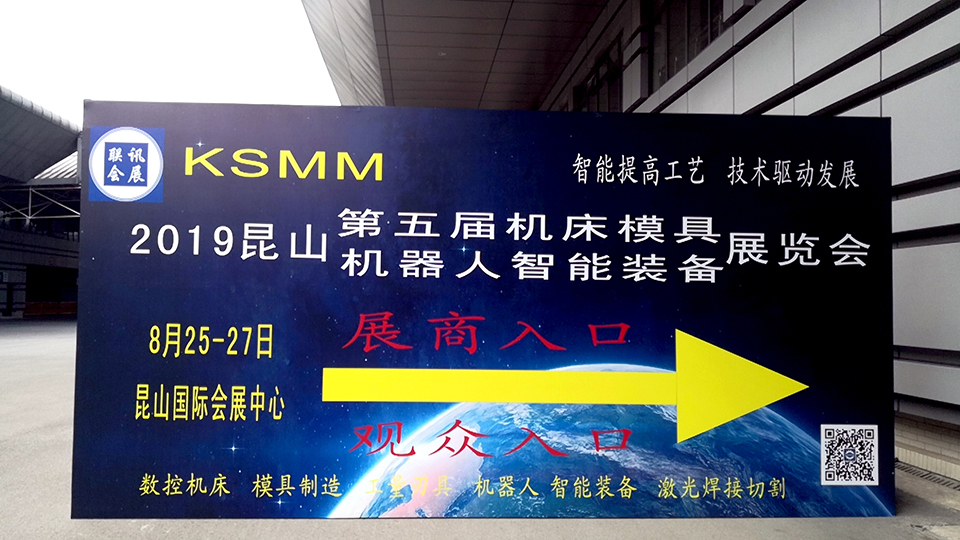 联讯
会展
KSMM
智能提高工艺 技术驱动发展
2019昆山 第五届机床模具 展览会
机器人智能装备
展商入口
8月25-27日
昆山国际会展中心
观众入口
数控机床 模具制造 工量刀具 机器人 智能装备 激光焊接切割